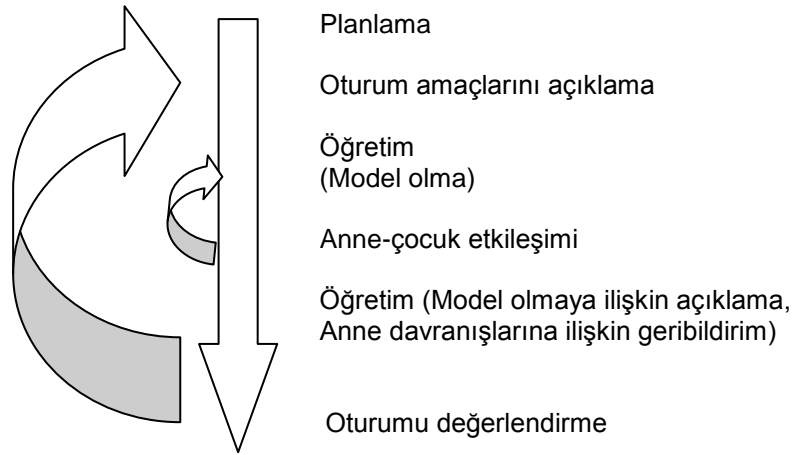 Planlama
Oturum amaçlarını açıklama
Öğretim
(Model olma)
Anne-çocuk etkileşimi
Öğretim (Model olmaya ilişkin açıklama,
Anne davranışlarına ilişkin geribildirim)
Oturumu değerlendirme